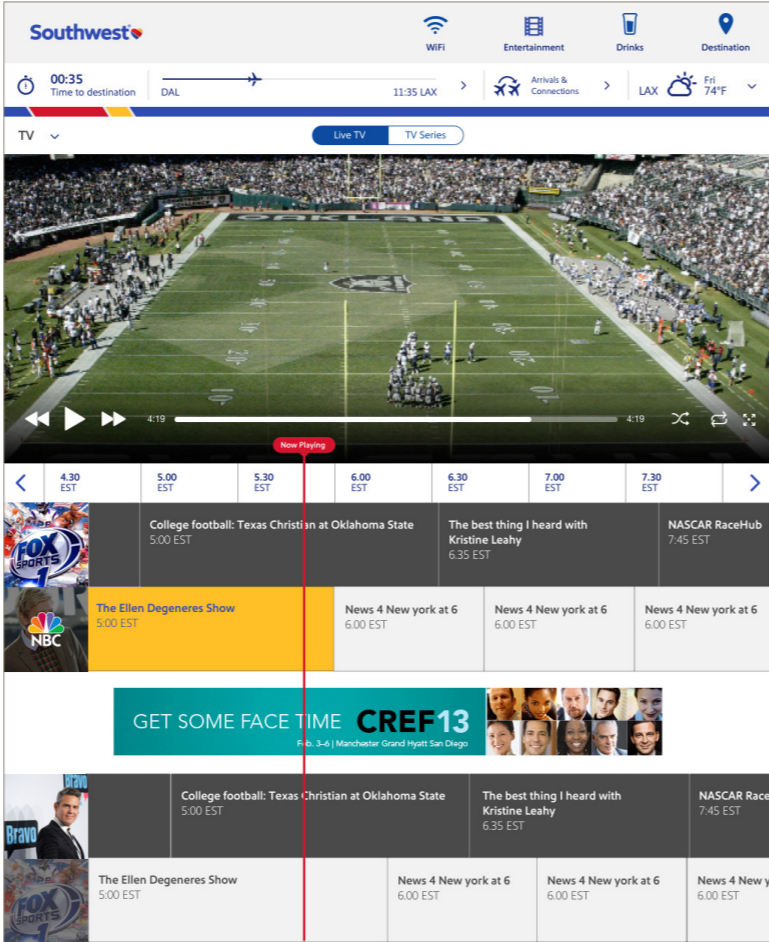 Southwest
WiFi
Entertainment
Drinks
Destination
00:35
Time to destination
DAL
11:35 LAX
Arrivals &
Connections
LAX
Fri
74°F
TV
Live TV
TV Series
OAKLAND
4:19
4:19
Now Playing
4.30
EST
5.00
EST
5.30
EST
6.00
EST
6.30
EST
7.00
EST
7.30
EST
FOX
SPORTS
1
College football: Texas Christian at Oklahoma State
5:00 EST
The best thing I heard with
Kristine Leahy
6.35 EST
NASCAR RaceHub
7:45 EST
NBC
The Ellen Degeneres Show
5:00 EST
News 4 New york at 6
6.00 EST
News 4 New york at 6
6.00 EST
News 4 New york at 6
6.00 EST
GET SOME FACE TIME CREF13
Feb. 3–6 | Manchester Grand Hyatt San Diego
Bravo
Bravo
College football: Texas Christian at Oklahoma State
5:00 EST
The best thing I heard with
Kristine Leahy
6.35 EST
NASCAR Race
7:45 EST
FOX
SPORTS
1
The Ellen Degeneres Show
5:00 EST
News 4 New york at 6
6.00 EST
News 4 New york at 6
6.00 EST
News 4 New y
6.00 EST